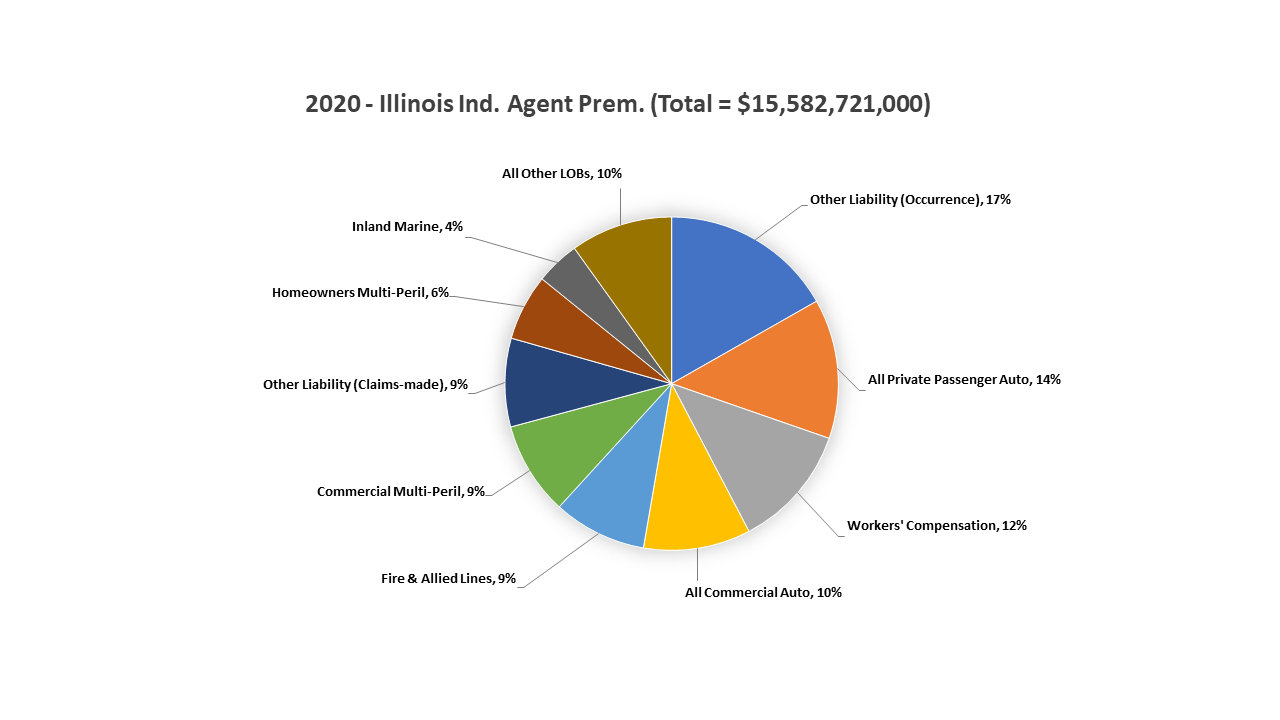 2020 - Illinois Ind. Agent Prem. (Total = $15,582,721,000)
All Other LOBs, 10%
Other Liability (Occurrence), 17%
Inland Marine, 4%
Homeowners Multi-Peril, 6%
All Private Passenger Auto, 14%
Other Liability (Claims-made), 9%
Commercial Multi-Peril, 9%
Workers' Compensation, 12%
Fire & Allied Lines, 9%
All Commercial Auto, 10%